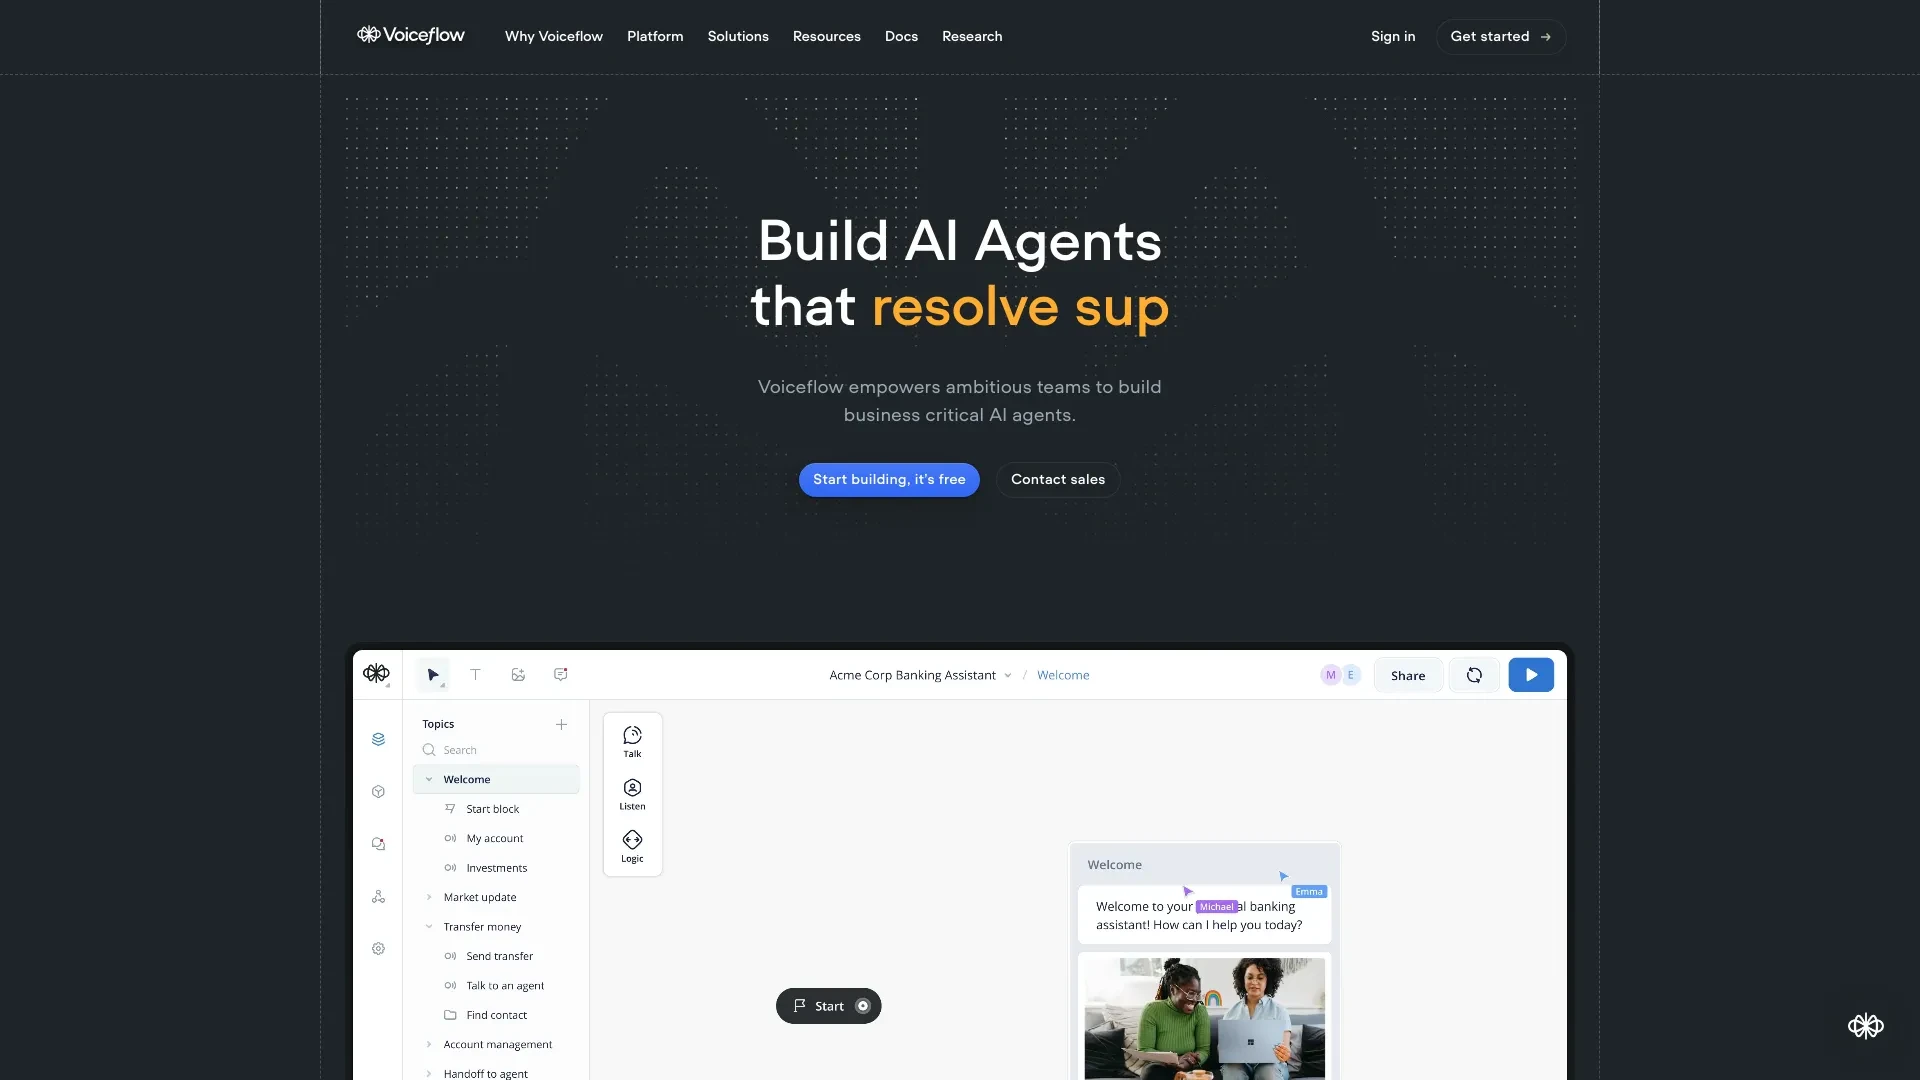 Voiceflow
Why Voiceflow Platform Solutions Resources Docs Research
Sign in Get started →
Build AI Agents
that resolve sup
Voiceflow empowers ambitious teams to build
business critical AI agents.
Start building, it's free Contact sales
T Acme Corp Banking Assistant / Welcome M E Share
Topics
Search
Welcome
Start block
My account
Investments
Market update
Transfer money
Send transfer
Talk to an agent
Find contact
Account management
Handoff to agent
Talk
Listen
Logic
Start
Welcome
Emma
Michael
Welcome to your al banking
assistant! How can I help you today?